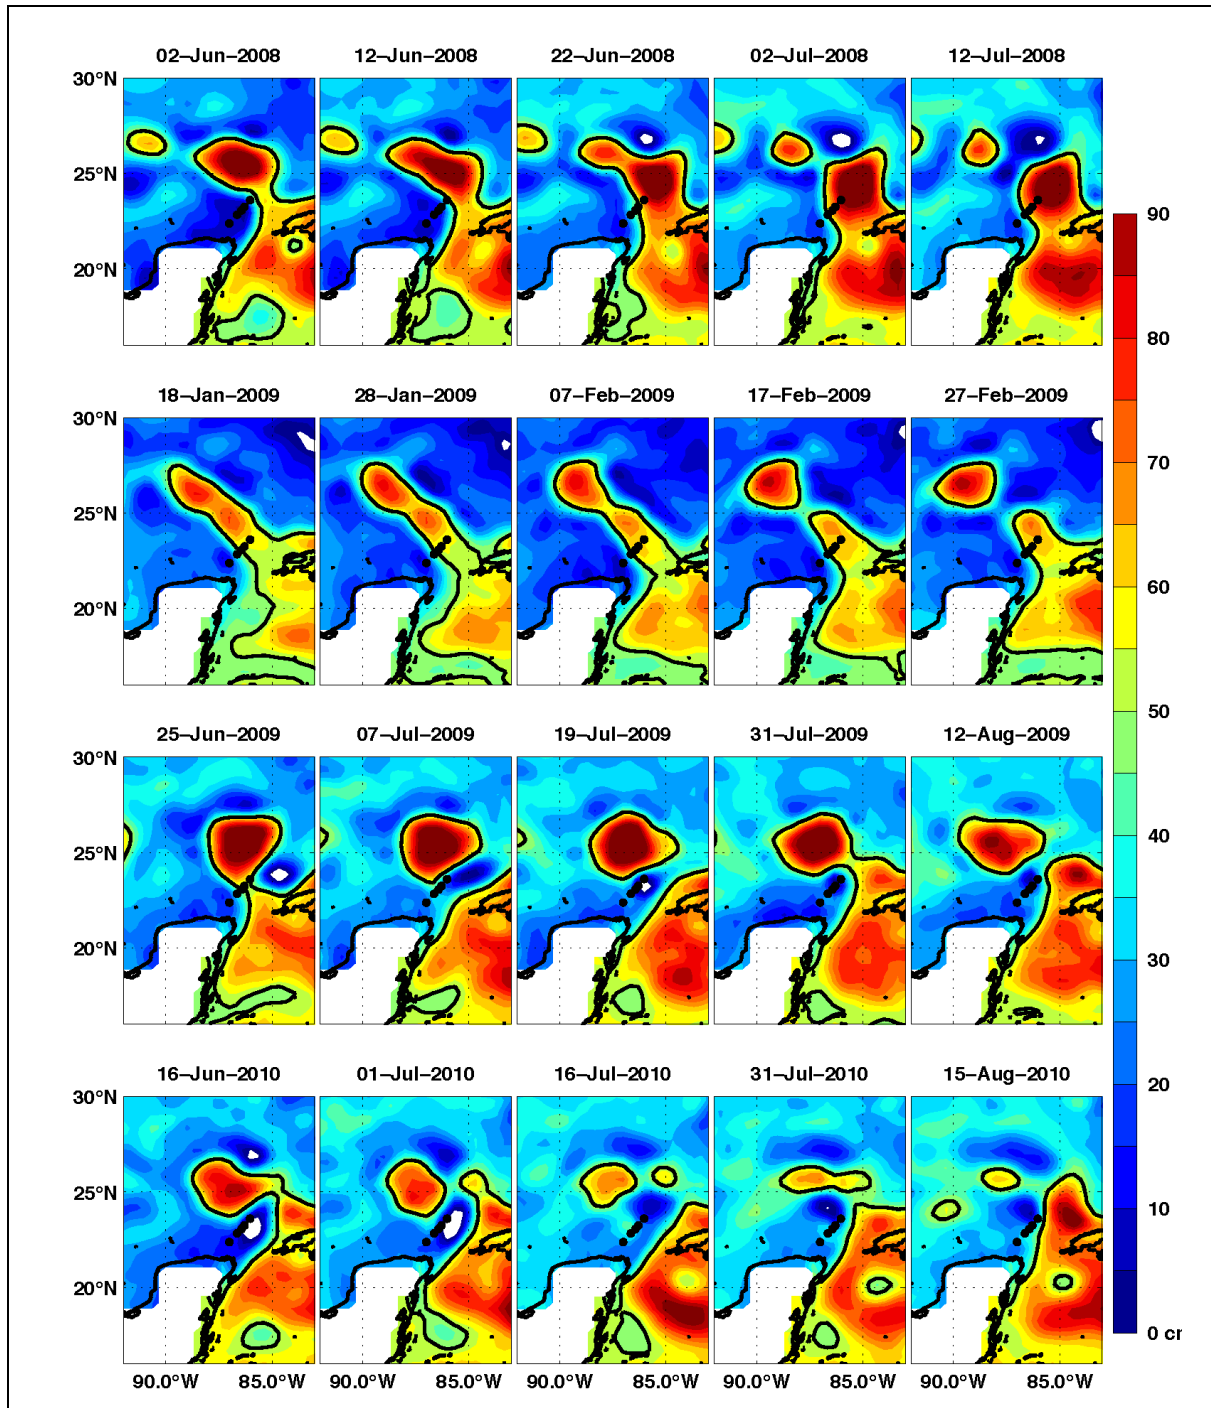 02–Jun–2008 12–Jun–2008 22–Jun–2008 02–Jul–2008 12–Jul–2008
30°N
25°N
20°N
18–Jan–2009 28–Jan–2009 07–Feb–2009 17–Feb–2009 27–Feb–2009
30°N
25°N
20°N
25–Jun–2009 07–Jul–2009 19–Jul–2009 31–Jul–2009 12–Aug–2009
30°N
25°N
20°N
16–Jun–2010 01–Jul–2010 16–Jul–2010 31–Jul–2010 15–Aug–2010
30°N
25°N
20°N
90.0°W 85.0°W 90.0°W 85.0°W 90.0°W 85.0°W 90.0°W 85.0°W 90.0°W 85.0°W
90
80
70
60
50
40
30
20
10
0 cr